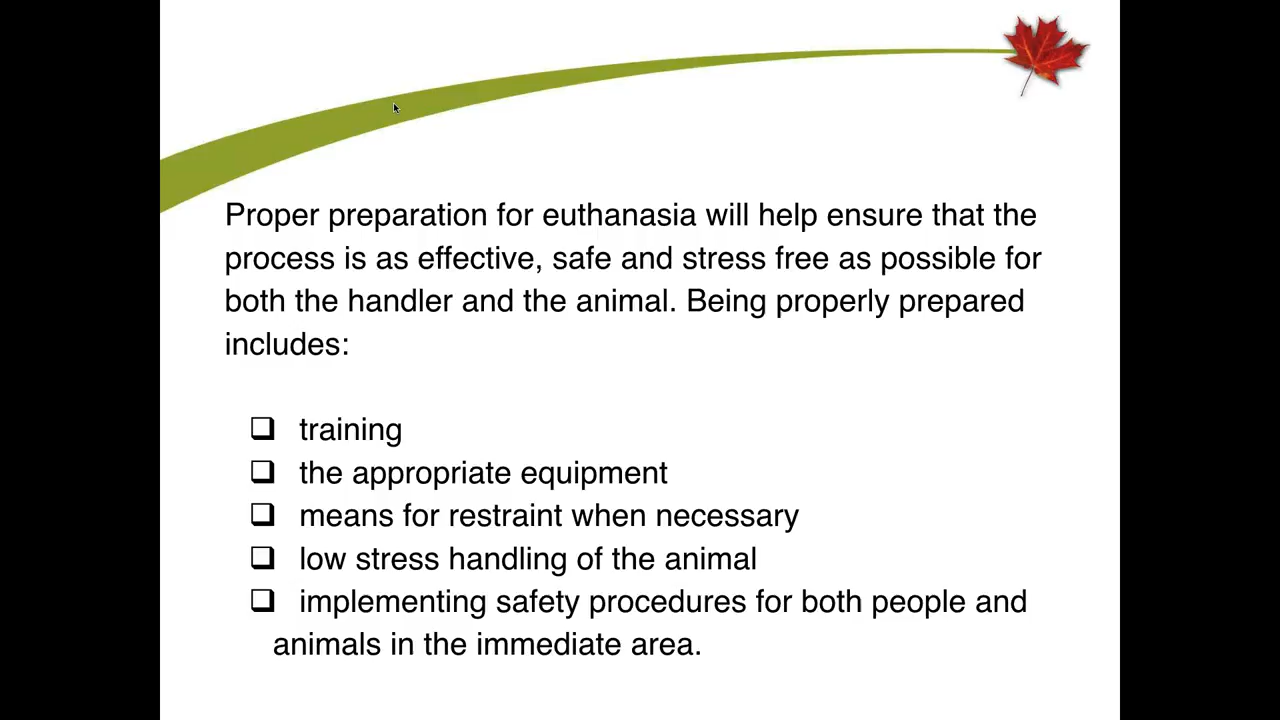 Proper preparation for euthanasia will help ensure that the
process is as effective, safe and stress free as possible for
both the handler and the animal. Being properly prepared
includes:
❑ training
❑ the appropriate equipment
❑ means for restraint when necessary
❑ low stress handling of the animal
❑ implementing safety procedures for both people and
animals in the immediate area.